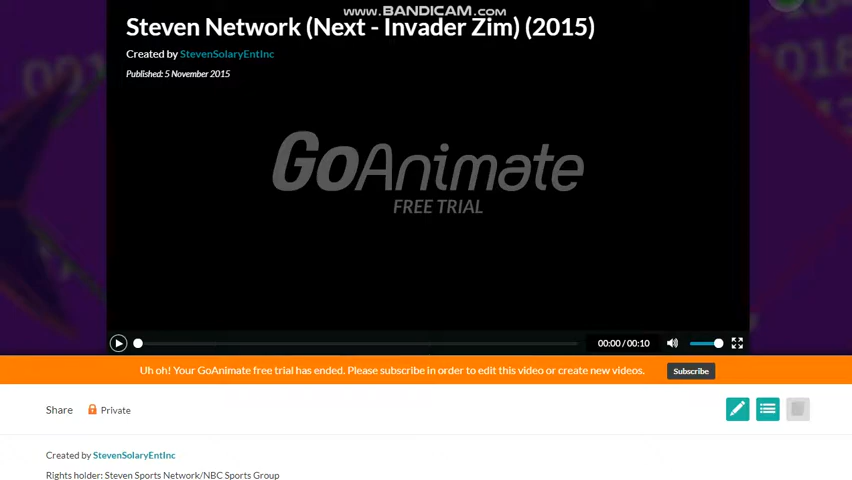 www.BANDICAM.com
Steven Network (Next - Invader Zim) (2015)
Created by StevenSolaryEntInc
Published: 5 November 2015
GoAnimate
FREE TRIAL
00:00 / 00:10
Uh oh! Your GoAnimate free trial has ended. Please subscribe in order to edit this video or create new videos. Subscribe
Share Private
Created by StevenSolaryEntInc
Rights holder: Steven Sports Network/NBC Sports Group